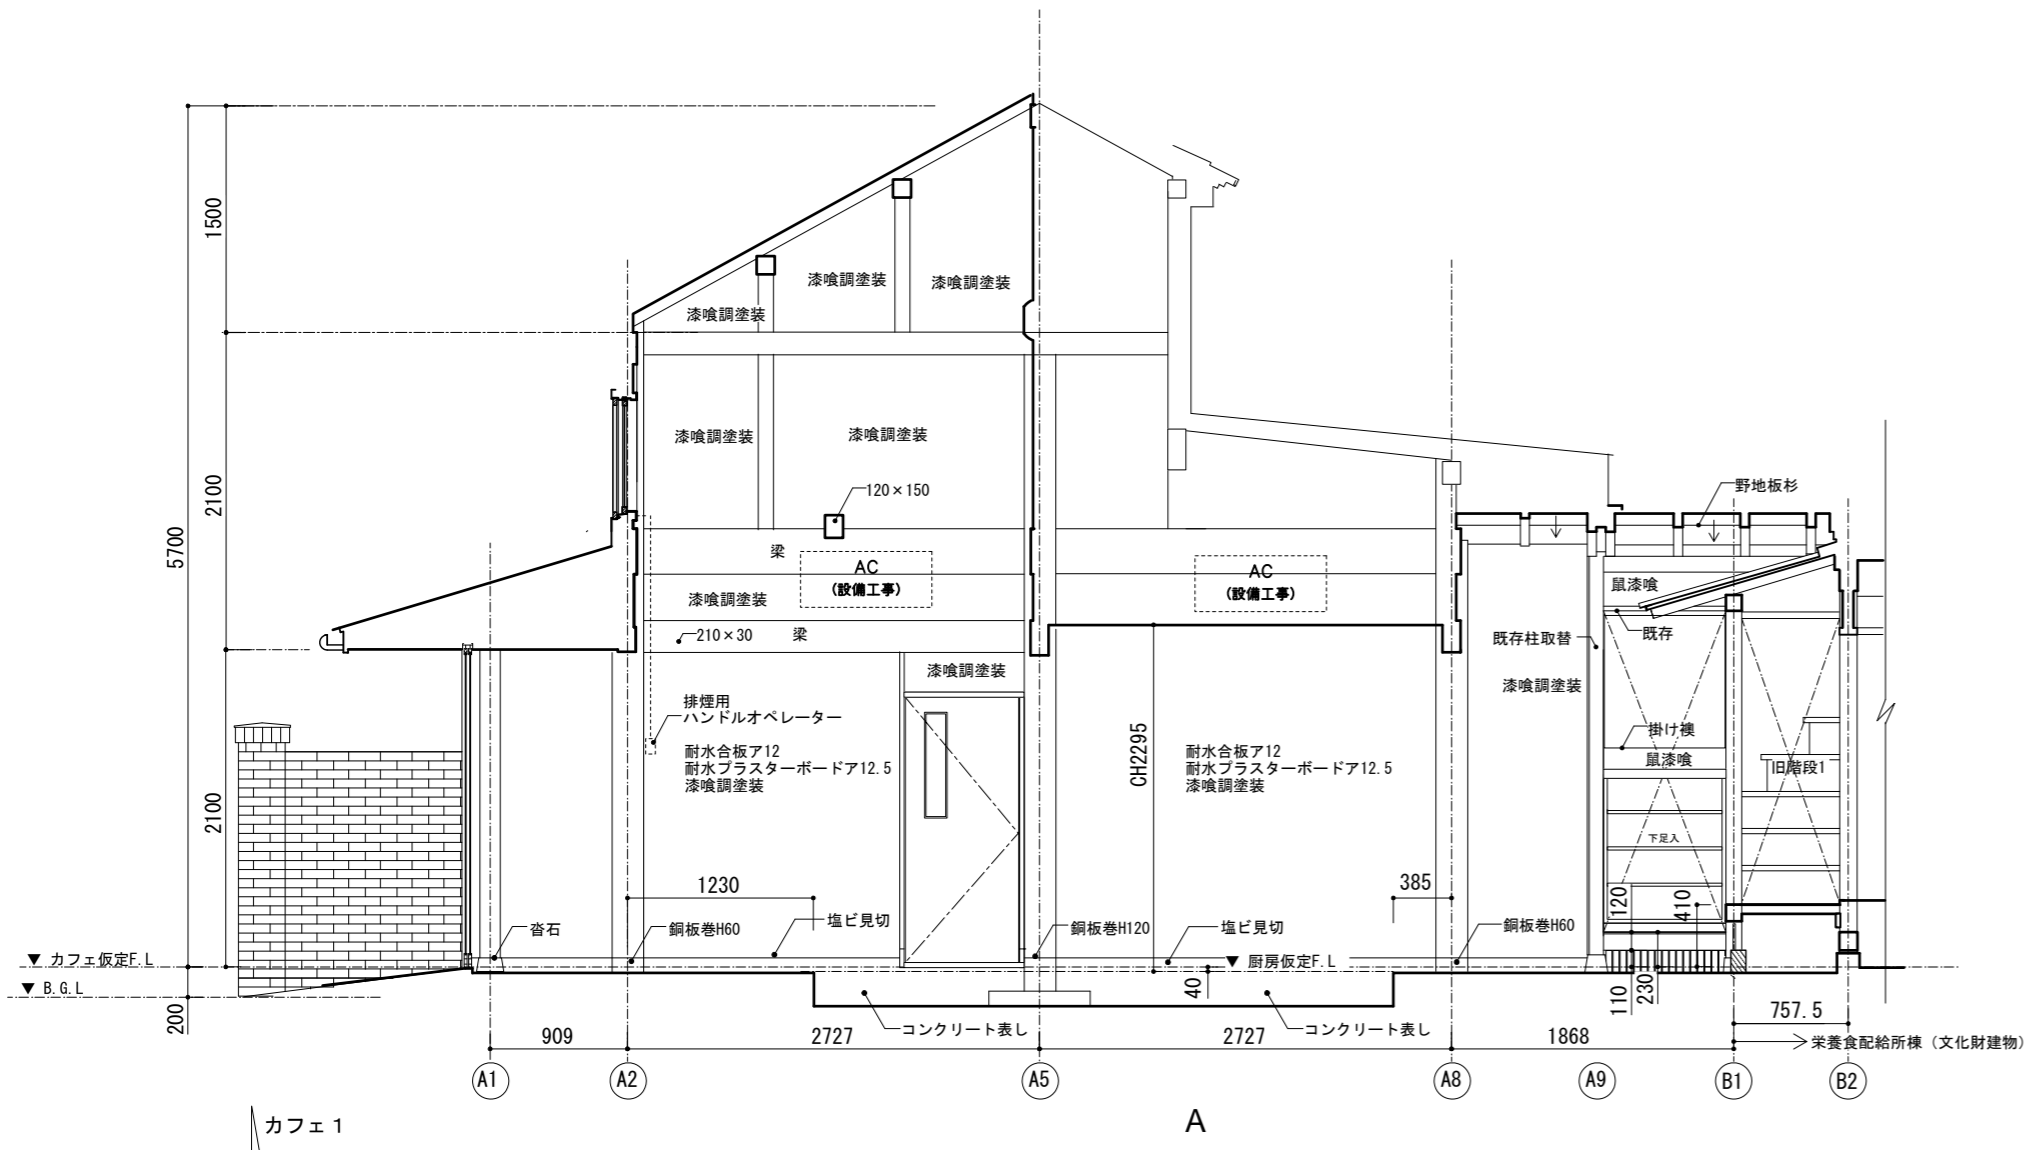 1500
漆喰調塗装
漆喰調塗装
漆喰調塗装
2100
5700
漆喰調塗装
漆喰調塗装
120×150
野地板杉
梁
AC
(設備工事)
AC
(設備工事)
漆喰調塗装
210×30
梁
鼠漆喰
既存
既存柱取替
漆喰調塗装
漆喰調塗装
排煙用
ハンドルオペレーター
掛け襖
鼠漆喰
旧階段1
CH2295
耐水合板ア12
耐水プラスターボードア12.5
漆喰調塗装
耐水合板ア12
耐水プラスターボードア12.5
漆喰調塗装
2100
下足入
1230
385
120
410
沓石
銅板巻H60
塩ビ見切
銅板巻H120
塩ビ見切
銅板巻H60
▼ カフェ仮定F.L
▼ 厨房仮定F.L
▼ B.G.L
200
40
110
230
757.5
コンクリート表し
コンクリート表し
909
2727
2727
1868
栄養食配給所棟（文化財建物）
A1
A2
A5
A8
A9
B1
B2
カフェ１
A